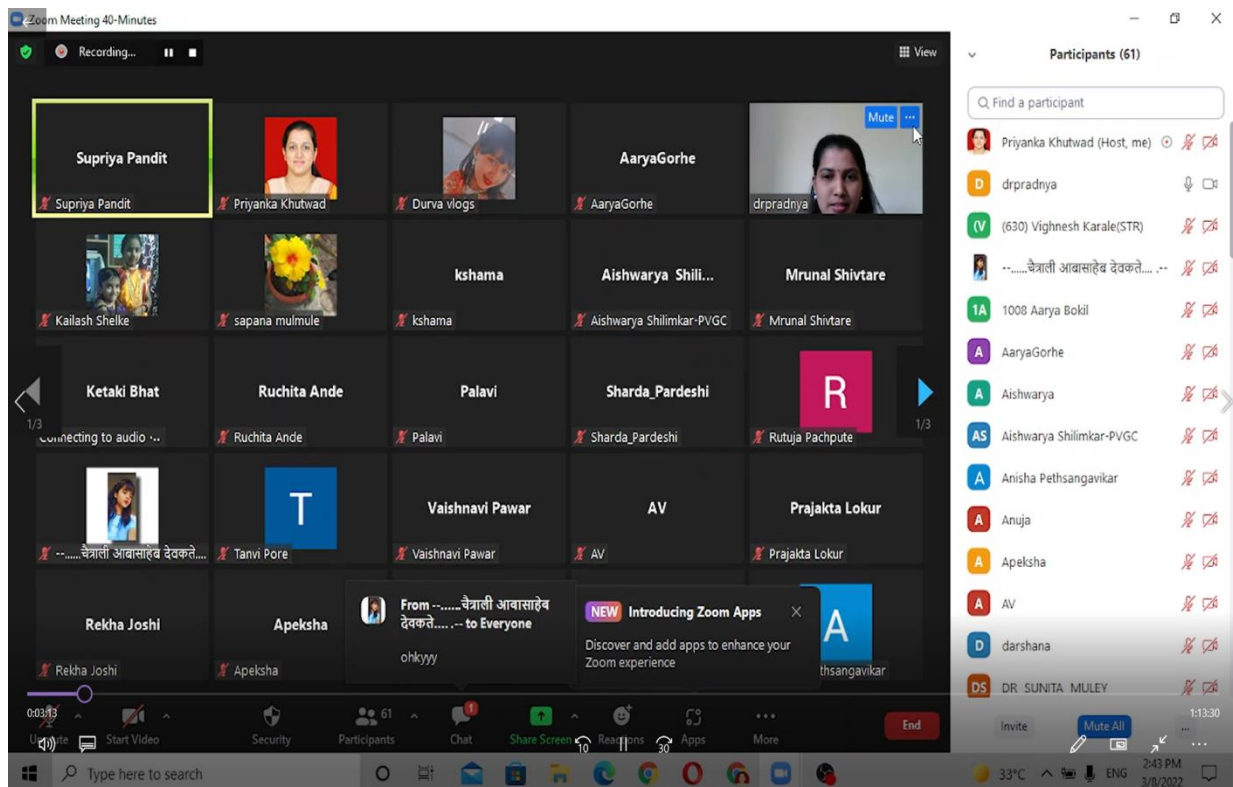 Zoom Meeting 40-Minutes
Recording...
View
Supriya Pandit
Supriya Pandit
Priyanka Khutwad
Durva vlogs
AaryaGorhe
AaryaGorhe
Mute
drpradnya
Kailash Shelke
sapana mulmule
kshama
kshama
Aishwarya Shili...
Aishwarya Shilimkar-PVGC
Mrunal Shivtare
Mrunal Shivtare
1/3
Ketaki Bhat
Connecting to audio ...
Ruchita Ande
Ruchita Ande
Palavi
Palavi
Sharda_Pardeshi
Sharda_Pardeshi
R
Rutuja Pachpute
1/3
--......चैत्राली आबासाहेब देवकते....
T
Tanvi Pore
Vaishnavi Pawar
Vaishnavi Pawar
AV
AV
Prajakta Lokur
Prajakta Lokur
Rekha Joshi
Rekha Joshi
Apeksha
Apeksha
From --......चैत्राली आबासाहेब
देवकते.... .-- to Everyone
ohkyyy
NEW Introducing Zoom Apps
Discover and add apps to enhance your
Zoom experience
A
thsangavikar
0:03:13
1:13:30
Start Video
Security
61
Participants
1
Chat
Share Screen
10
Reactions
30
Apps
More
End
Participants (61)
Find a participant
Priyanka Khutwad (Host, me)
D drpradnya
(V (630) Vighnesh Karale(STR)
--......चैत्राली आबासाहेब देवकते.... .--
1A 1008 Aarya Bokil
A AaryaGorhe
A Aishwarya
AS Aishwarya Shilimkar-PVGC
A Anisha Pethsangavikar
A Anuja
A Apeksha
A AV
D darshana
DS DR SUNITA MULEY
Invite
Mute All
...
Type here to search
33°C
ENG
2:43 PM
3/8/2022